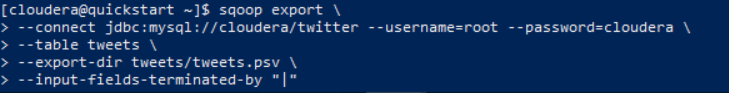 [cloudera@quickstart ~]$ sqoop export \
> --connect jdbc:mysql://cloudera/twitter --username=root --password=cloudera \
> --table tweets \
> --export-dir tweets/tweets.psv \
> --input-fields-terminated-by "|"